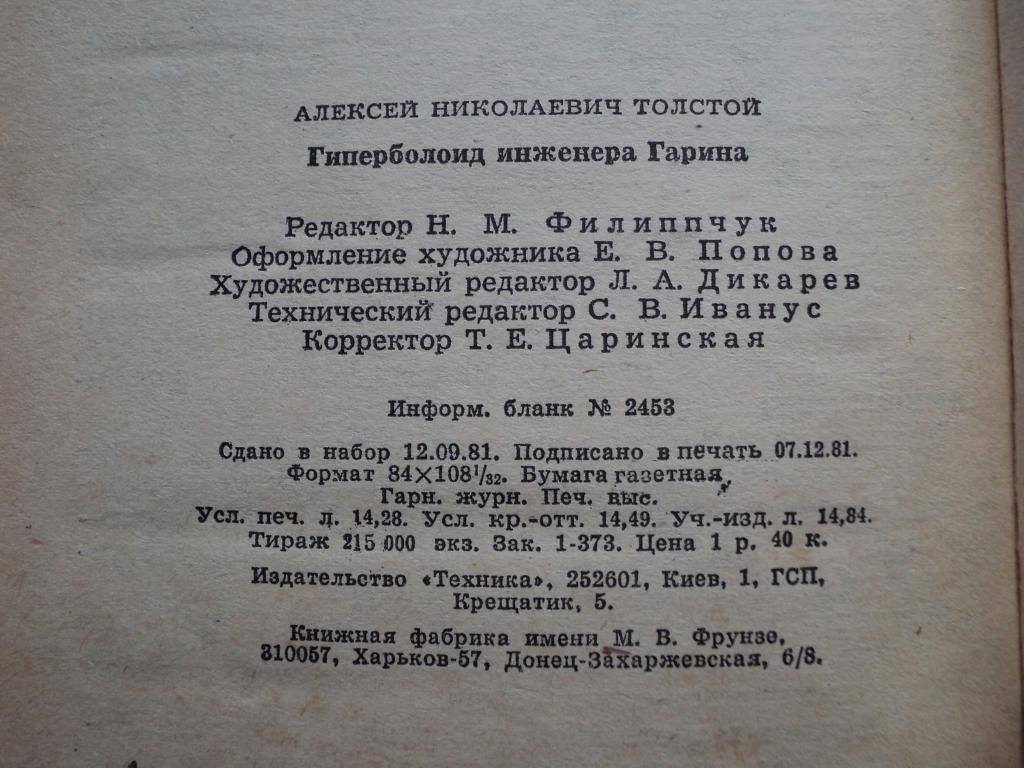 АЛЕКСЕЙ НИКОЛАЕВИЧ ТОЛСТОЙ
Гиперболоид инженера Гарина
Редактор Н. М. Филиппчук
Оформление художника Е. В. Попова
Художественный редактор Л. А. Дикарев
Технический редактор С. В. Иванус
Корректор Т. Е. Царинская
Информ. бланк № 2453
Сдано в набор 12.09.81. Подписано в печать 07.12.81.
Формат 84×108¹/₃₂. Бумага газетная.
Гарн. журн. Печ. выс.
Усл. печ. л. 14,28. Усл. кр.-отт. 14,49. Уч.-изд. л. 14,84.
Тираж 215 000 экз. Зак. 1-373. Цена 1 р. 40 к.
Издательство «Техника», 252601, Киев, 1, ГСП,
Крещатик, 5.
Книжная фабрика имени М. В. Фрунзе,
310057, Харьков-57, Донец-Захаржевская, 6/8.